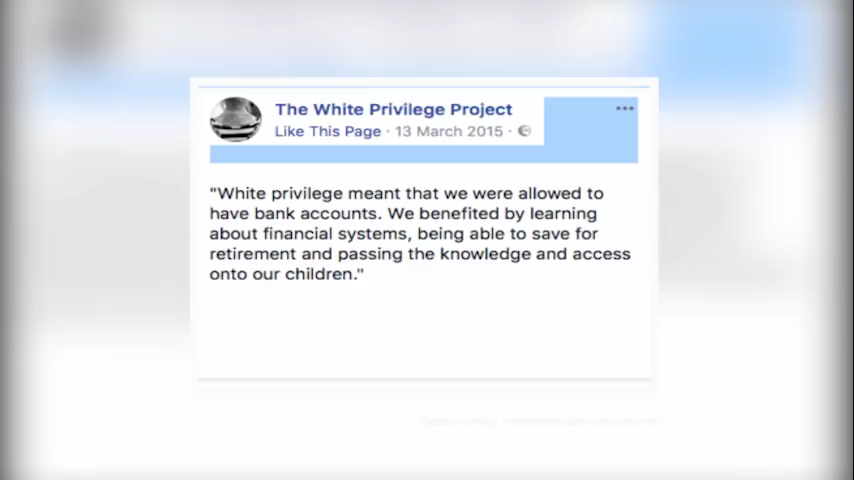 The White Privilege Project
Like This Page · 13 March 2015 ·
"White privilege meant that we were allowed to
have bank accounts. We benefited by learning
about financial systems, being able to save for
retirement and passing the knowledge and access
onto our children."